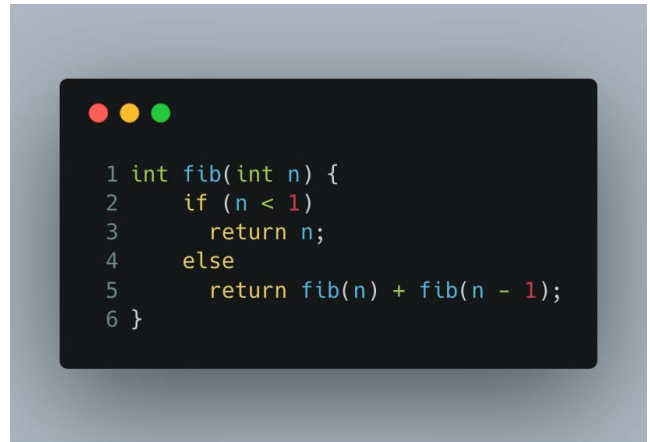 1 int fib(int n) {
2     if (n < 1)
3       return n;
4     else
5       return fib(n) + fib(n - 1);
6 }